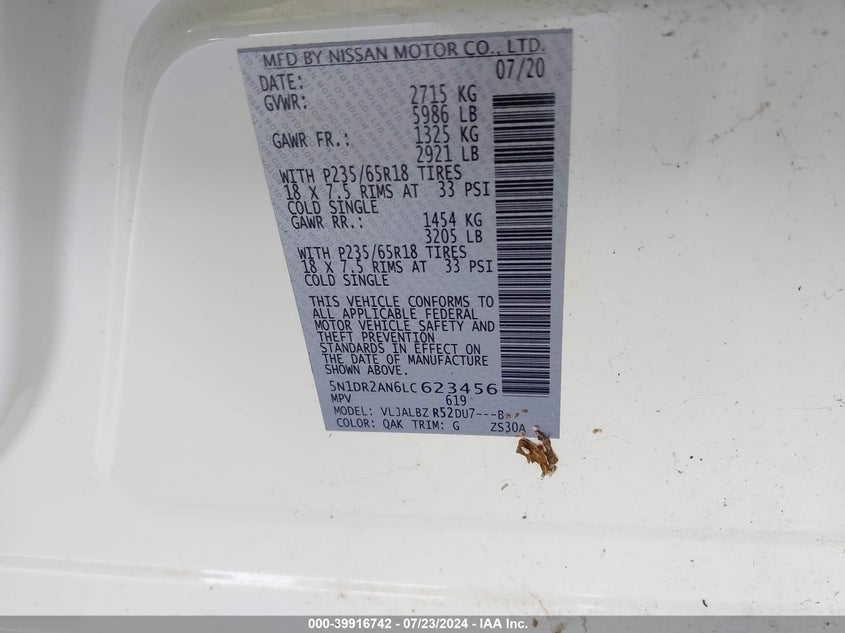 MFD BY NISSAN MOTOR CO., LTD.
DATE: 07/20
GVWR: 2715 KG
5986 LB
GAWR FR.: 1325 KG
2921 LB
WITH P235/65R18 TIRES
18 X 7.5 RIMS AT 33 PSI
COLD SINGLE
GAWR RR.: 1454 KG
3205 LB
WITH P235/65R18 TIRES
18 X 7.5 RIMS AT 33 PSI
COLD SINGLE
THIS VEHICLE CONFORMS TO
ALL APPLICABLE FEDERAL
MOTOR VEHICLE SAFETY AND
THEFT PREVENTION
STANDARDS IN EFFECT ON
THE DATE OF MANUFACTURE
SHOWN ABOVE.
5N1DR2AN6LC623456
MPV 619
MODEL: VLJALBZ R52DU7---B
COLOR: QAK TRIM: G ZS30A
000-39916742 - 07/23/2024 - IAA Inc.